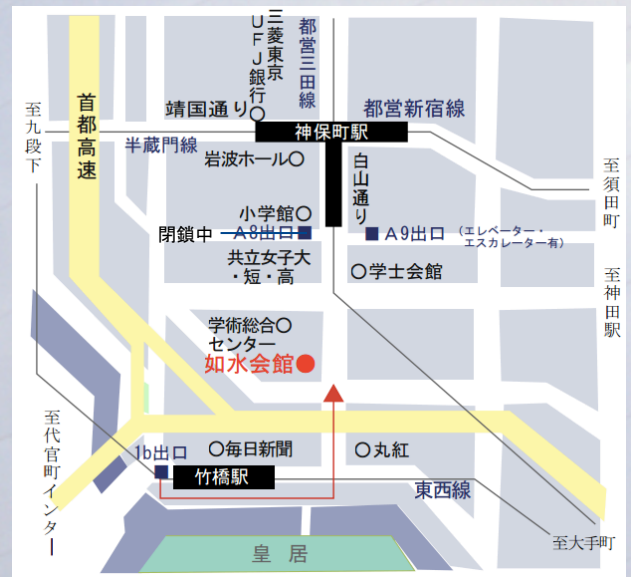 三菱東京
UFJ銀行
都営三田線
首都高速
至九段下
靖国通り
都営新宿線
神保町駅
半蔵門線
岩波ホール
白山通り
至須田町
小学館
閉鎖中
A8出口
A9出口
（エレベーター・
エスカレーター有）
共立女子大
・短・高
学士会館
至神田駅
学術総合
センター
如水会館
至代官町インター
1b出口
毎日新聞
丸紅
竹橋駅
東西線
至大手町
皇居